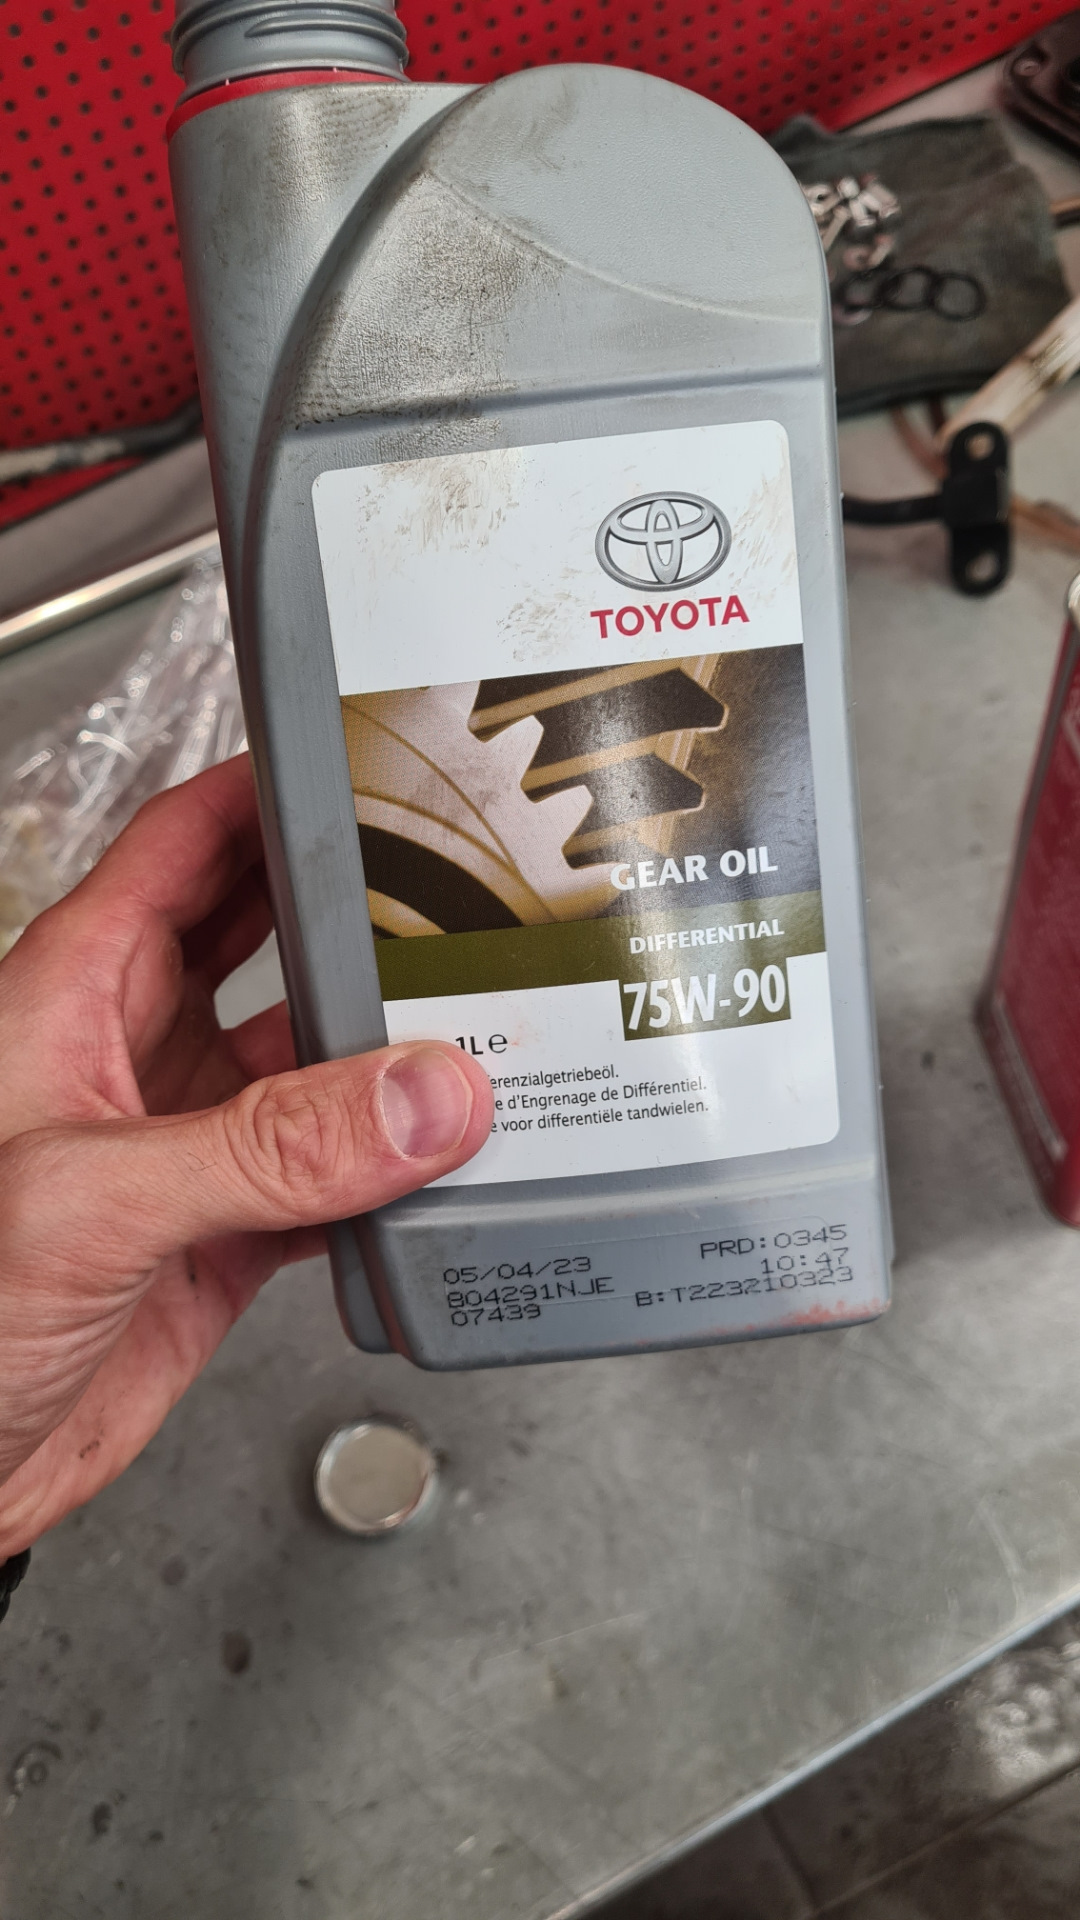 TOYOTA
GEAR OIL
DIFFERENTIAL
75W-90
1L e
erenzialgetriebeöl.
e d'Engrenage de Différentiel.
e voor differentiële tandwielen.
05/04/23
B04291NJE
07439
PRD:0345
10:47
B:T223210323